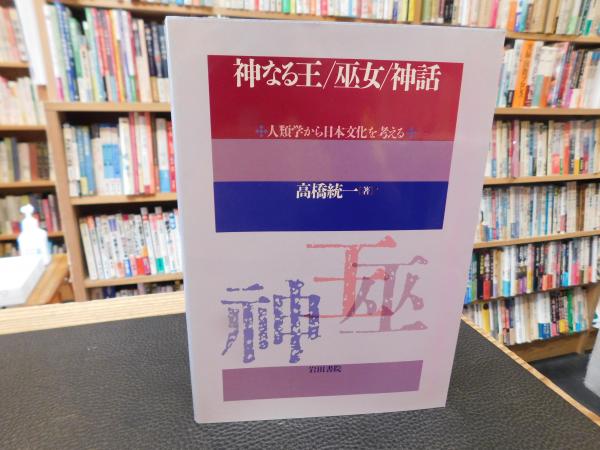 神なる王/巫女/神話
人類学から日本文化を考える
高橋統一[著]
王
巫
神
岩田書院